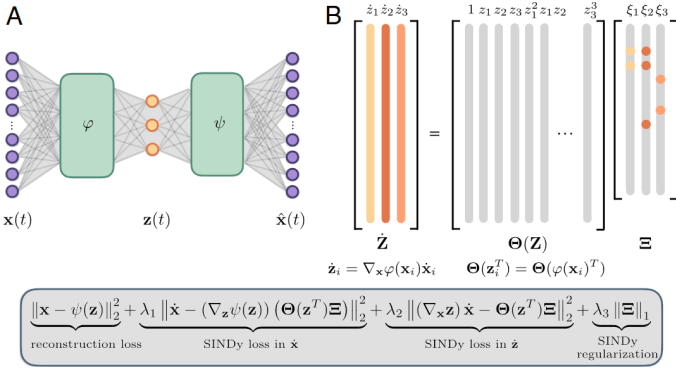 A
φ
ψ
x(t)
z(t)
x̂(t)
B
ż₁ ż₂ ż₃
=
1 z₁ z₂ z₃ z₁² z₁z₂ ⋯ z₃³
ξ₁ ξ₂ ξ₃
Ż
Θ(Z)
Ξ
żᵢ = ∇ₓφ(xᵢ)ẋᵢ
Θ(zᵢᵀ) = Θ(φ(xᵢ)ᵀ)
‖x − ψ(z)‖₂² + λ₁ ‖ẋ − (∇_zψ(z)) (Θ(zᵀ)Ξ)‖₂² + λ₂ ‖(∇ₓz) ẋ − Θ(zᵀ)Ξ‖₂² + λ₃ ‖Ξ‖₁
reconstruction loss
SINDy loss in ẋ
SINDy loss in ż
SINDy
regularization